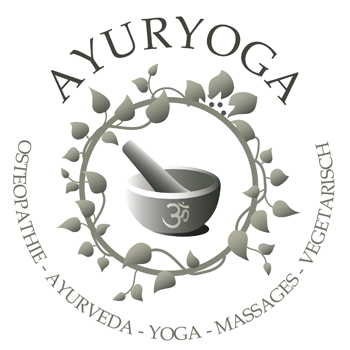 AYURYOGA
ॐ
OSTEOPATHIE - AYURVEDA - YOGA - MASSAGES - VEGETARISCH